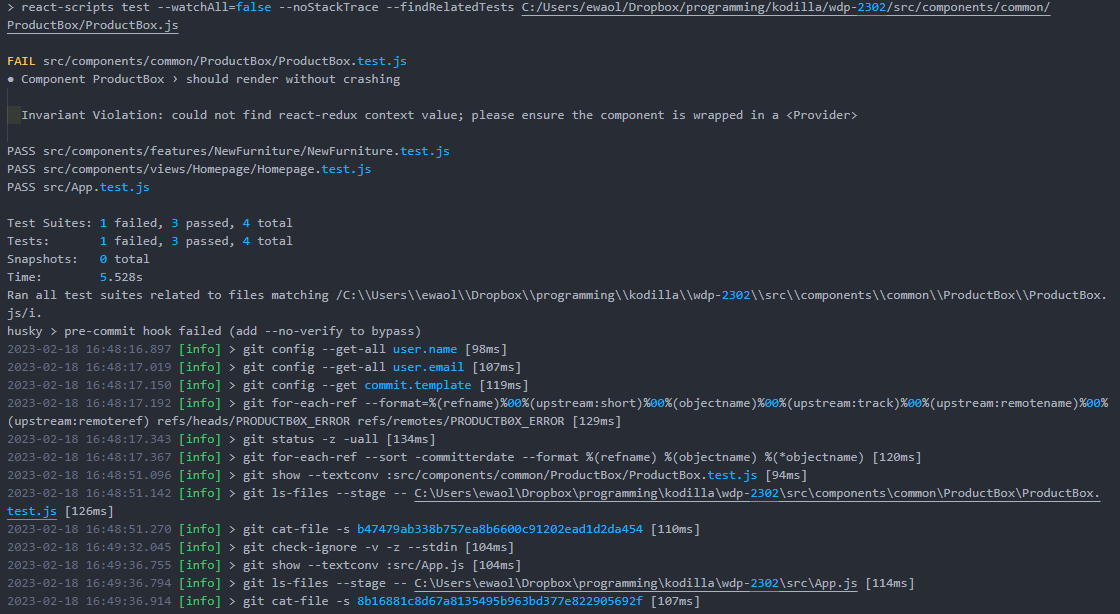 > react-scripts test --watchAll=false --noStackTrace --findRelatedTests C:/Users/ewaol/Dropbox/programming/kodilla/wdp-2302/src/components/common/
ProductBox/ProductBox.js
FAIL src/components/common/ProductBox/ProductBox.test.js
● Component ProductBox › should render without crashing
Invariant Violation: could not find react-redux context value; please ensure the component is wrapped in a <Provider>
PASS src/components/features/NewFurniture/NewFurniture.test.js
PASS src/components/views/Homepage/Homepage.test.js
PASS src/App.test.js
Test Suites: 1 failed, 3 passed, 4 total
Tests:       1 failed, 3 passed, 4 total
Snapshots:   0 total
Time:        5.528s
Ran all test suites related to files matching /C:\\Users\\ewaol\\Dropbox\\programming\\kodilla\\wdp-2302\\src\\components\\common\\ProductBox\\ProductBox.
js/i.
husky > pre-commit hook failed (add --no-verify to bypass)
2023-02-18 16:48:16.897 [info] > git config --get-all user.name [98ms]
2023-02-18 16:48:17.019 [info] > git config --get-all user.email [107ms]
2023-02-18 16:48:17.150 [info] > git config --get commit.template [119ms]
2023-02-18 16:48:17.192 [info] > git for-each-ref --format=%(refname)%00%(upstream:short)%00%(objectname)%00%(upstream:track)%00%(upstream:remotename)%00%
(upstream:remoteref) refs/heads/PRODUCTB0X_ERROR refs/remotes/PRODUCTB0X_ERROR [129ms]
2023-02-18 16:48:17.343 [info] > git status -z -uall [134ms]
2023-02-18 16:48:17.367 [info] > git for-each-ref --sort -committerdate --format %(refname) %(objectname) %(*objectname) [120ms]
2023-02-18 16:48:51.096 [info] > git show --textconv :src/components/common/ProductBox/ProductBox.test.js [94ms]
2023-02-18 16:48:51.142 [info] > git ls-files --stage -- C:\Users\ewaol\Dropbox\programming\kodilla\wdp-2302\src\components\common\ProductBox\ProductBox.
test.js [126ms]
2023-02-18 16:48:51.270 [info] > git cat-file -s b47479ab338b757ea8b6600c91202ead1d2da454 [110ms]
2023-02-18 16:49:32.045 [info] > git check-ignore -v -z --stdin [104ms]
2023-02-18 16:49:36.755 [info] > git show --textconv :src/App.js [104ms]
2023-02-18 16:49:36.794 [info] > git ls-files --stage -- C:\Users\ewaol\Dropbox\programming\kodilla\wdp-2302\src\App.js [114ms]
2023-02-18 16:49:36.914 [info] > git cat-file -s 8b16881c8d67a8135495b963bd377e822905692f [107ms]